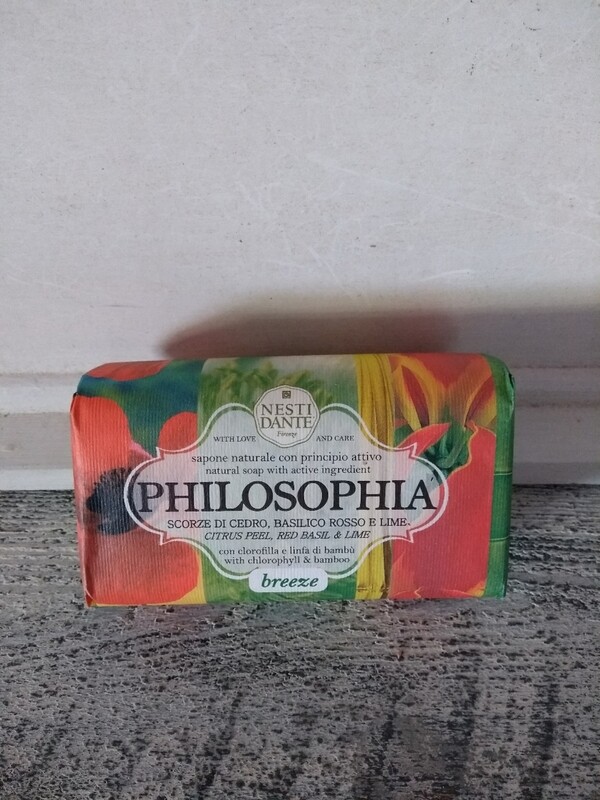 NESTI
DANTE
Firenze
WITH LOVE AND CARE
sapone naturale con principio attivo
natural soap with active ingredient
PHILOSOPHIA
SCORZE DI CEDRO, BASILICO ROSSO E LIME
CITRUS PEEL, RED BASIL & LIME
con clorofilla e linfa di bambù
with chlorophyll & bamboo
breeze